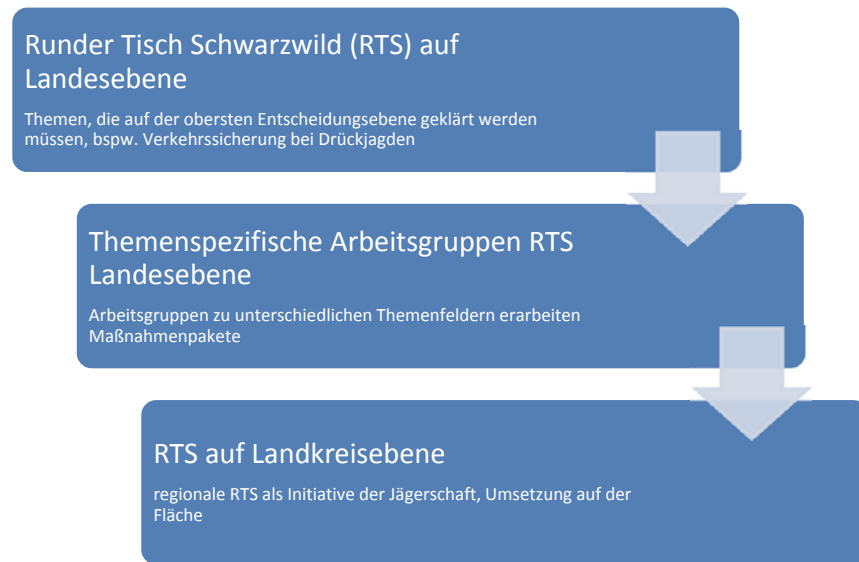 Runder Tisch Schwarzwild (RTS) auf
Landesebene
Themen, die auf der obersten Entscheidungsebene geklärt werden
müssen, bspw. Verkehrssicherung bei Drückjagden
Themenspezifische Arbeitsgruppen RTS
Landesebene
Arbeitsgruppen zu unterschiedlichen Themenfeldern erarbeiten
Maßnahmenpakete
RTS auf Landkreisebene
regionale RTS als Initiative der Jägerschaft, Umsetzung auf der
Fläche